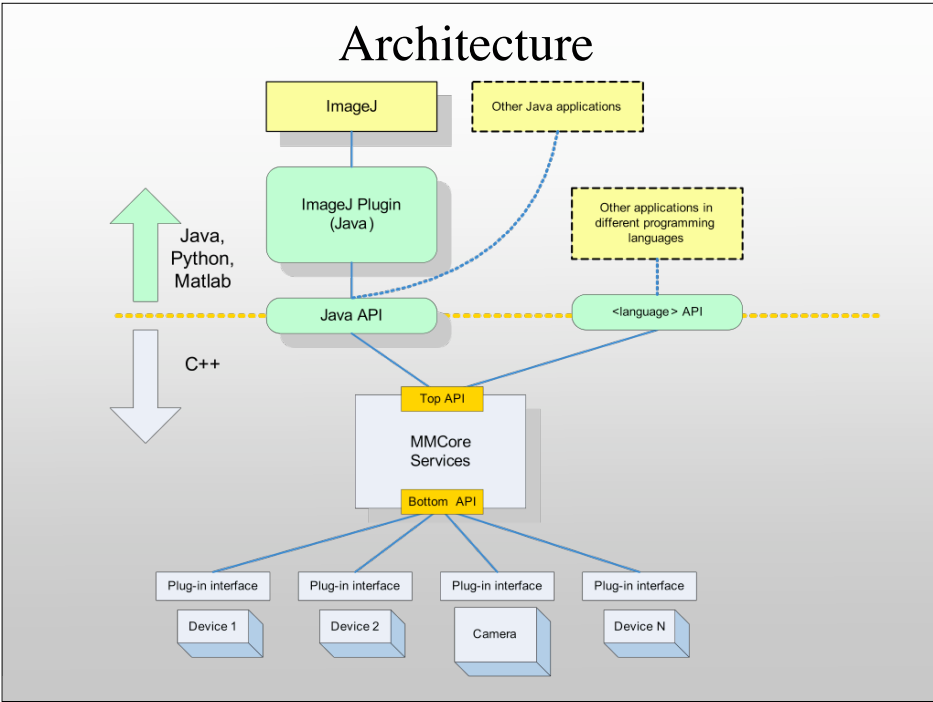 Architecture
ImageJ
Other Java applications
ImageJ Plugin
(Java)
Other applications in
different programming
languages
Java,
Python,
Matlab
Java API
<language> API
C++
Top API
MMCore
Services
Bottom API
Plug-in interface
Plug-in interface
Plug-in interface
Plug-in interface
Device 1
Device 2
Camera
Device N